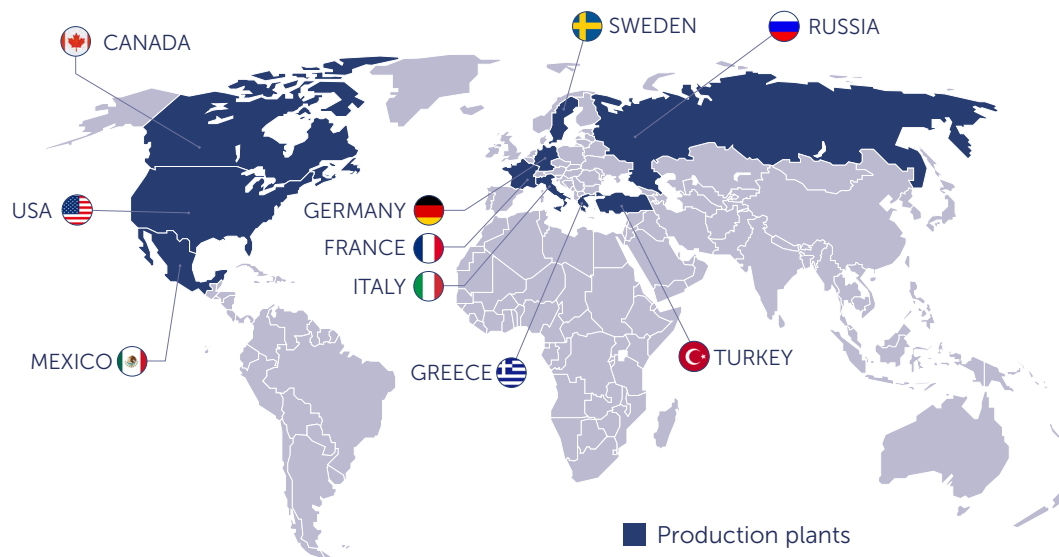 SWEDEN
RUSSIA
CANADA
USA
GERMANY
FRANCE
ITALY
MEXICO
GREECE
TURKEY
Production plants